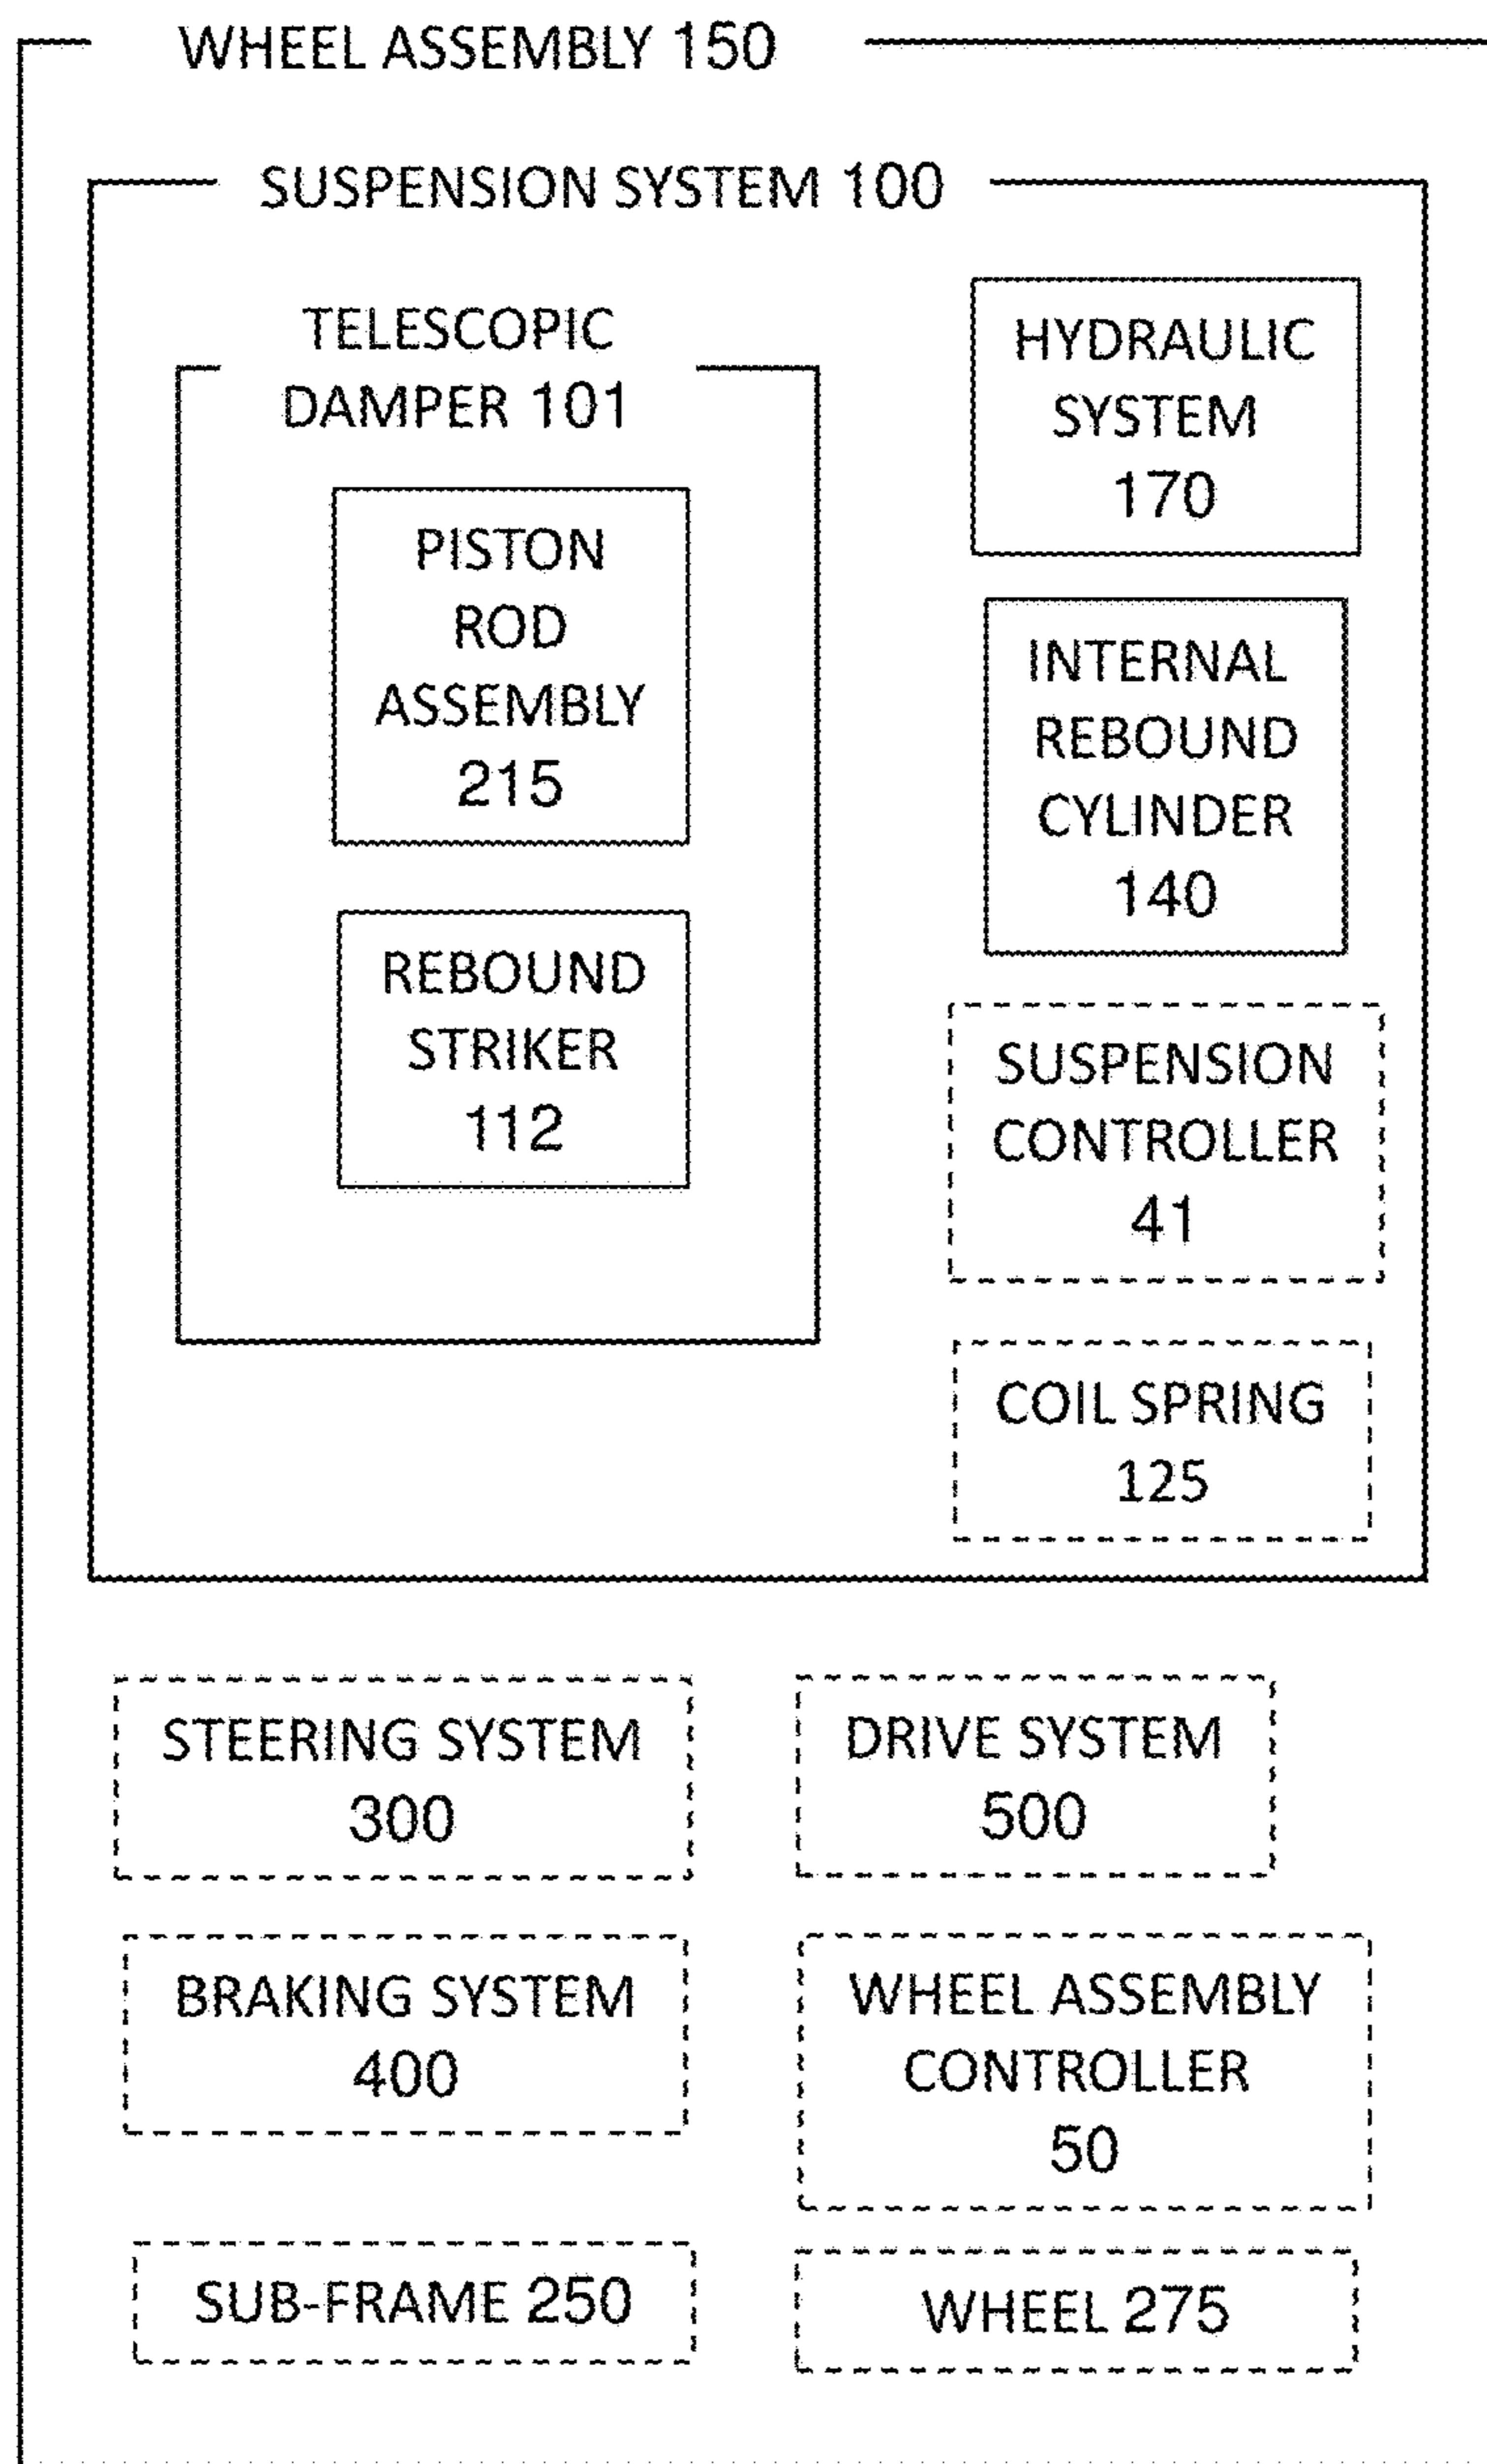 WHEEL ASSEMBLY 150
SUSPENSION SYSTEM 100
TELESCOPIC
DAMPER 101
PISTON
ROD
ASSEMBLY
215
REBOUND
STRIKER
112
HYDRAULIC
SYSTEM
170
INTERNAL
REBOUND
CYLINDER
140
SUSPENSION
CONTROLLER
41
COIL SPRING
125
STEERING SYSTEM
300
DRIVE SYSTEM
500
BRAKING SYSTEM
400
WHEEL ASSEMBLY
CONTROLLER
50
SUB-FRAME 250
WHEEL 275